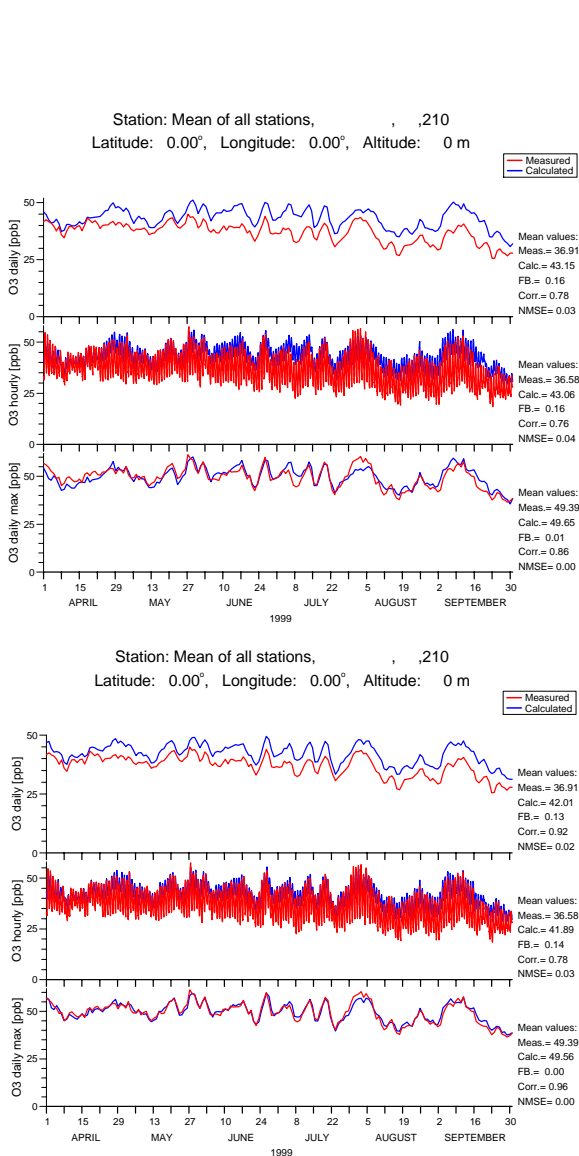 Station: Mean of all stations, , ,210
Latitude: 0.00°, Longitude: 0.00°, Altitude: 0 m
Measured
Calculated
O3 daily [ppb]
50
25
0
Mean values:
Meas.= 36.91
Calc.= 43.15
FB.= 0.16
Corr.= 0.78
NMSE= 0.03
O3 hourly [ppb]
50
25
0
Mean values:
Meas.= 36.58
Calc.= 43.06
FB.= 0.16
Corr.= 0.76
NMSE= 0.04
O3 daily max [ppb]
50
25
0
Mean values:
Meas.= 49.39
Calc.= 49.65
FB.= 0.01
Corr.= 0.86
NMSE= 0.00
1 15 29 13 27 10 24 8 22 5 19 2 16 30
APRIL MAY JUNE JULY AUGUST SEPTEMBER
1999
Station: Mean of all stations, , ,210
Latitude: 0.00°, Longitude: 0.00°, Altitude: 0 m
Measured
Calculated
O3 daily [ppb]
50
25
0
Mean values:
Meas.= 36.91
Calc.= 42.01
FB.= 0.13
Corr.= 0.92
NMSE= 0.02
O3 hourly [ppb]
50
25
0
Mean values:
Meas.= 36.58
Calc.= 41.89
FB.= 0.14
Corr.= 0.78
NMSE= 0.03
O3 daily max [ppb]
50
25
0
Mean values:
Meas.= 49.39
Calc.= 49.56
FB.= 0.00
Corr.= 0.96
NMSE= 0.00
1 15 29 13 27 10 24 8 22 5 19 2 16 30
APRIL MAY JUNE JULY AUGUST SEPTEMBER
1999